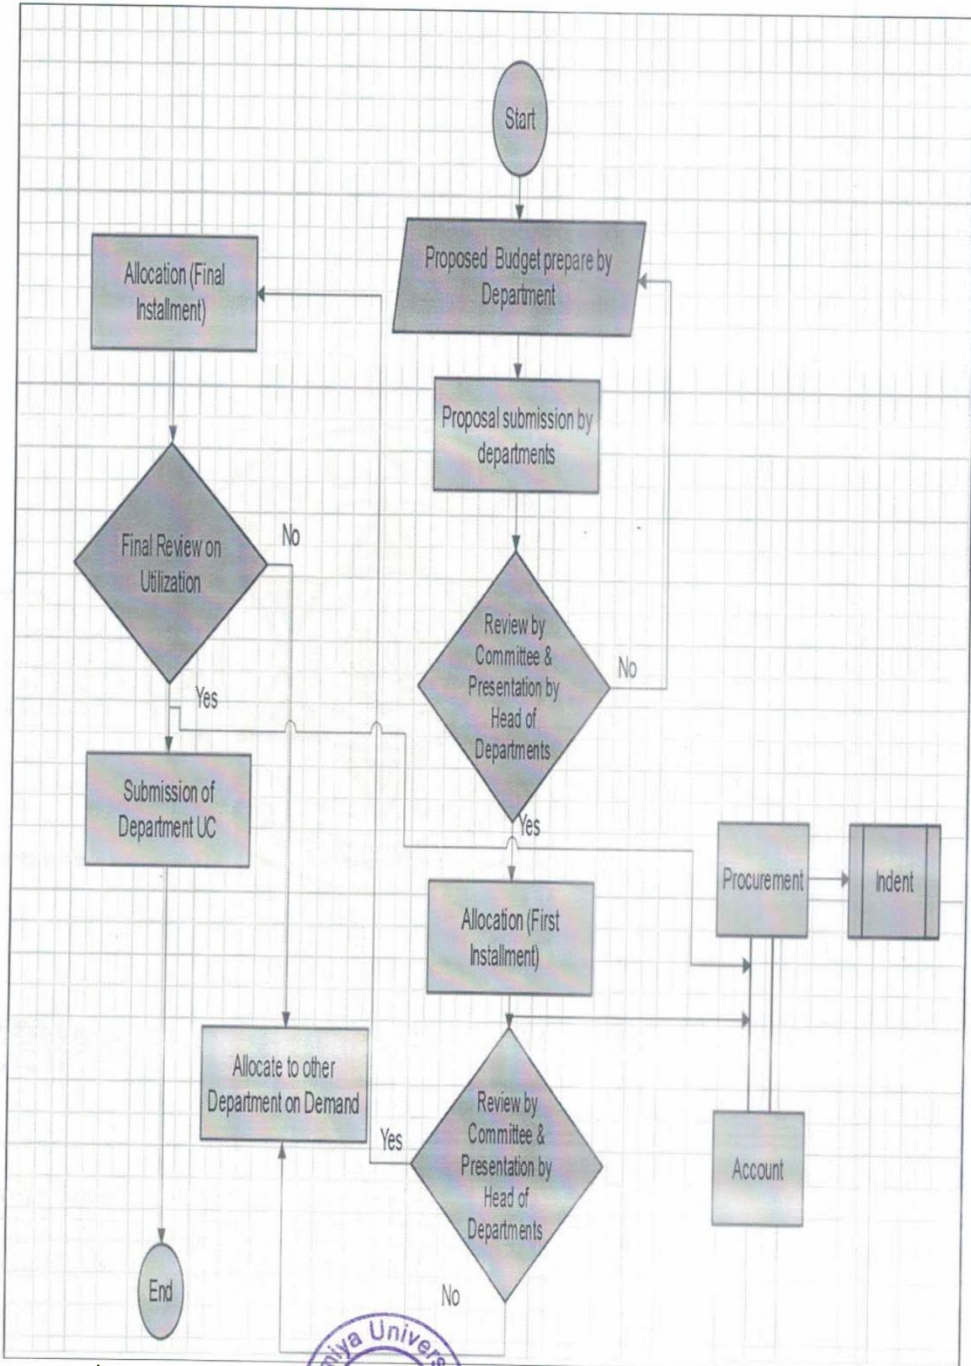 Start
Proposed Budget prepare by
Department
Proposal submission by
departments
Review by
Committee &
Presentation by
Head of
Departments
No
Yes
Allocation (First
Installment)
Review by
Committee &
Presentation by
Head of
Departments
Yes
No
Allocation (Final
Installment)
Final Review on
Utilization
No
Yes
Submission of
Department UC
Allocate to other
Department on Demand
End
Procurement
Indent
Account